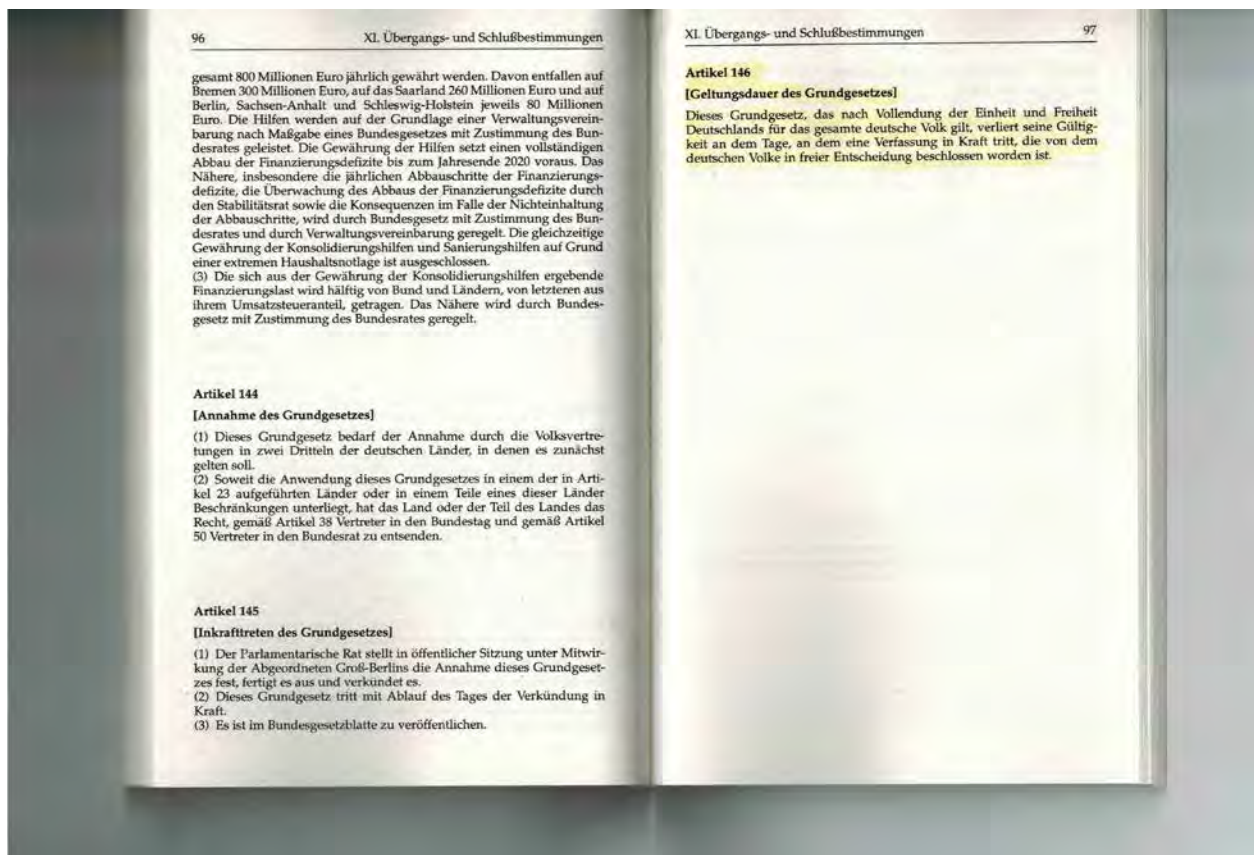 96 XI. Übergangs- und Schlußbestimmungen
gesamt 800 Millionen Euro jährlich gewährt werden. Davon entfallen auf
Bremen 300 Millionen Euro, auf das Saarland 260 Millionen Euro und auf
Berlin, Sachsen-Anhalt und Schleswig-Holstein jeweils 80 Millionen
Euro. Die Hilfen werden auf der Grundlage einer Verwaltungsverein-
barung nach Maßgabe eines Bundesgesetzes mit Zustimmung des Bun-
desrates geleistet. Die Gewährung der Hilfen setzt einen vollständigen
Abbau der Finanzierungsdefizite bis zum Jahresende 2020 voraus. Das
Nähere, insbesondere die jährlichen Abbauschritte der Finanzierungs-
defizite, die Überwachung des Abbaus der Finanzierungsdefizite durch
den Stabilitätsrat sowie die Konsequenzen im Falle der Nichteinhaltung
der Abbauschritte, wird durch Bundesgesetz mit Zustimmung des Bun-
desrates und durch Verwaltungsvereinbarung geregelt. Die gleichzeitige
Gewährung der Konsolidierungshilfen und Sanierungshilfen auf Grund
einer extremen Haushaltsnotlage ist ausgeschlossen.
(3) Die sich aus der Gewährung der Konsolidierungshilfen ergebende
Finanzierungslast wird hälftig von Bund und Ländern, von letzteren aus
ihrem Umsatzsteueranteil, getragen. Das Nähere wird durch Bundes-
gesetz mit Zustimmung des Bundesrates geregelt.
Artikel 144
[Annahme des Grundgesetzes]
(1) Dieses Grundgesetz bedarf der Annahme durch die Volksvertre-
tungen in zwei Dritteln der deutschen Länder, in denen es zunächst
gelten soll.
(2) Soweit die Anwendung dieses Grundgesetzes in einem der in Arti-
kel 23 aufgeführten Länder oder in einem Teile eines dieser Länder
Beschränkungen unterliegt, hat das Land oder der Teil des Landes das
Recht, gemäß Artikel 38 Vertreter in den Bundestag und gemäß Artikel
50 Vertreter in den Bundesrat zu entsenden.
Artikel 145
[Inkrafttreten des Grundgesetzes]
(1) Der Parlamentarische Rat stellt in öffentlicher Sitzung unter Mitwir-
kung der Abgeordneten Groß-Berlins die Annahme dieses Grundgeset-
zes fest, fertigt es aus und verkündet es.
(2) Dieses Grundgesetz tritt mit Ablauf des Tages der Verkündung in
Kraft.
(3) Es ist im Bundesgesetzblatte zu veröffentlichen.
XI. Übergangs- und Schlußbestimmungen 97
Artikel 146
[Geltungsdauer des Grundgesetzes]
Dieses Grundgesetz, das nach Vollendung der Einheit und Freiheit
Deutschlands für das gesamte deutsche Volk gilt, verliert seine Gültig-
keit an dem Tage, an dem eine Verfassung in Kraft tritt, die von dem
deutschen Volke in freier Entscheidung beschlossen worden ist.